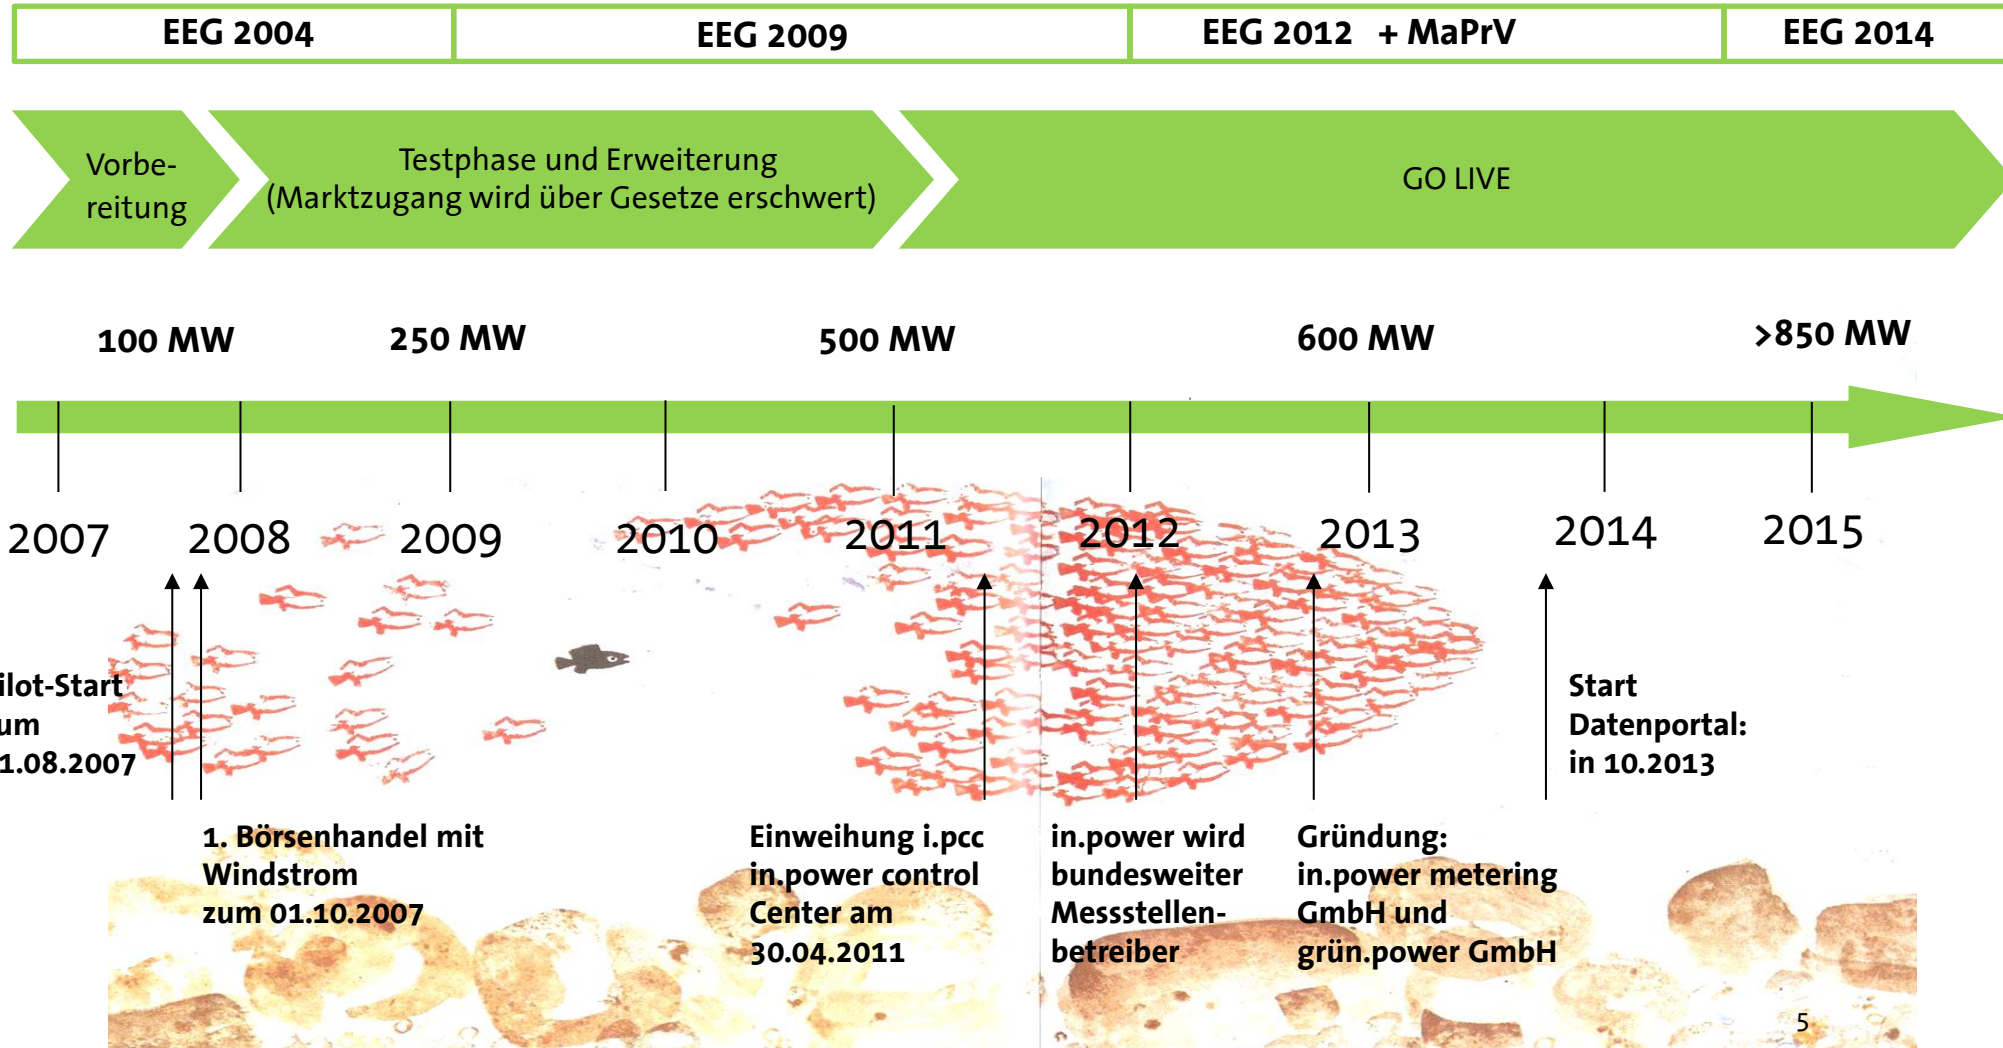 EEG 2004
EEG 2009
EEG 2012 + MaPrV
EEG 2014
Vorbe-
reitung
Testphase und Erweiterung
(Marktzugang wird über Gesetze erschwert)
GO LIVE
100 MW
250 MW
500 MW
600 MW
>850 MW
2007
2008
2009
2010
2011
2012
2013
2014
2015
ilot-Start
um
1.08.2007
1. Börsenhandel mit
Windstrom
zum 01.10.2007
Einweihung i.pcc
in.power control
Center am
30.04.2011
in.power wird
bundesweiter
Messstellen-
betreiber
Gründung:
in.power metering
GmbH und
grün.power GmbH
Start
Datenportal:
in 10.2013
5